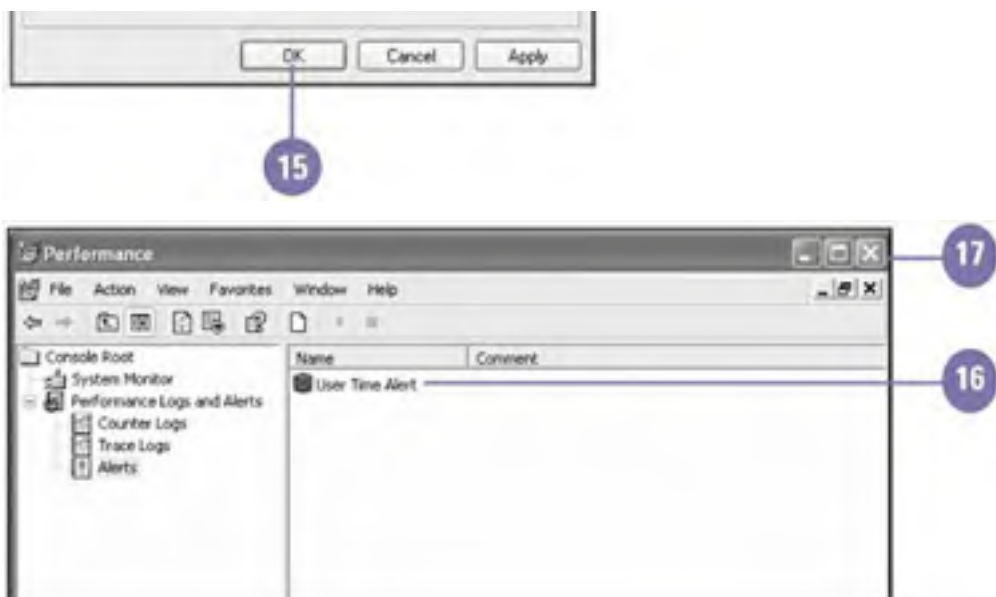 OK Cancel Apply
15
Performance
17
File Action View Favorites Window Help
Console Root
Name Comment
System Monitor
User Time Alert
16
Performance Logs and Alerts
Counter Logs
Trace Logs
Alerts